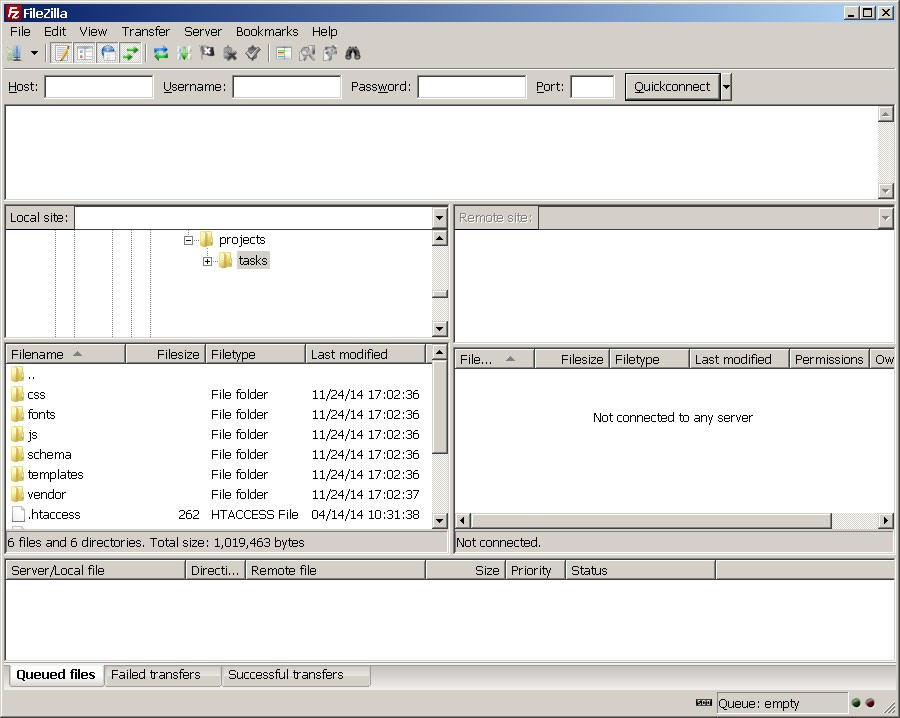 FileZilla
File Edit View Transfer Server Bookmarks Help
Host: Username: Password: Port: Quickconnect
Local site: Remote site:
projects
tasks
Filename Filesize Filetype Last modified
..
css File folder 11/24/14 17:02:36
fonts File folder 11/24/14 17:02:36
js File folder 11/24/14 17:02:36
schema File folder 11/24/14 17:02:36
templates File folder 11/24/14 17:02:36
vendor File folder 11/24/14 17:02:37
.htaccess 262 HTACCESS File 04/14/14 10:31:38
6 files and 6 directories. Total size: 1,019,463 bytes
File... Filesize Filetype Last modified Permissions Ow
Not connected to any server
Not connected.
Server/Local file Directi... Remote file Size Priority Status
Queued files Failed transfers Successful transfers
Queue: empty